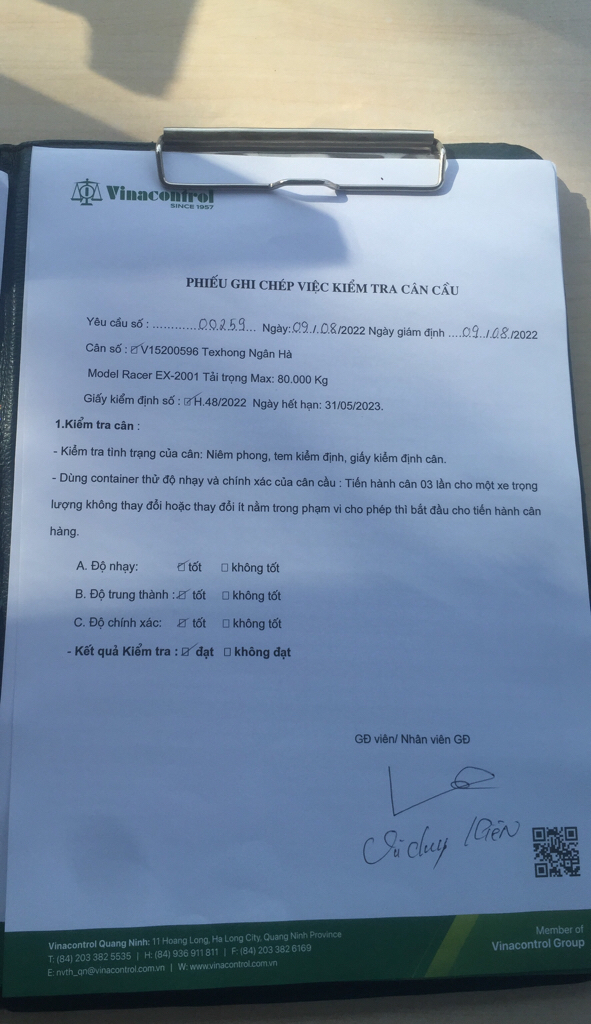 Vinacontrol
SINCE 1957
PHIẾU GHI CHÉP VIỆC KIỂM TRA CÂN CẦU
Yêu cầu số : ............00259... Ngày:09./.08/2022 Ngày giám định ....09../.08./2022
Cân số : ☑V15200596 Texhong Ngân Hà
Model Racer EX-2001 Tải trọng Max: 80.000 Kg
Giấy kiểm định số : ☑H.48/2022 Ngày hết hạn: 31/05/2023.
1.Kiểm tra cân :
- Kiểm tra tình trạng của cân: Niêm phong, tem kiểm định, giấy kiểm định cân.
- Dùng container thử độ nhạy và chính xác của cân cầu : Tiến hành cân 03 lần cho một xe trọng
lượng không thay đổi hoặc thay đổi ít nằm trong phạm vi cho phép thì bắt đầu cho tiến hành cân
hàng.
A. Độ nhạy: ☑ tốt ☐ không tốt
B. Độ trung thành : ☑ tốt ☐ không tốt
C. Độ chính xác: ☑ tốt ☐ không tốt
- Kết quả Kiểm tra : ☑ đạt ☐ không đạt
GĐ viên/ Nhân viên GĐ
Vũ duy
Vinacontrol Quang Ninh: 11 Hoang Long, Ha Long City, Quang Ninh Province
T: (84) 203 382 5535 | H: (84) 936 911 811 | F: (84) 203 382 6169
E: nvth_qn@vinacontrol.com.vn | W: www.vinacontrol.com.vn
Member of
Vinacontrol Group